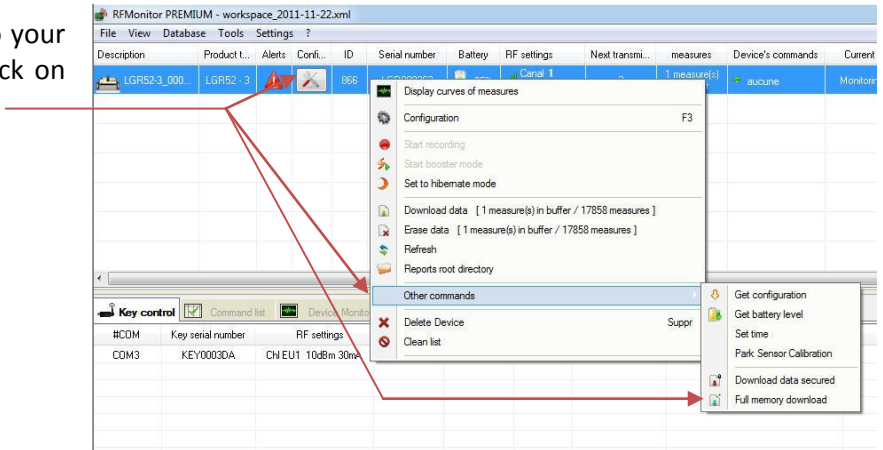 your
ck on
RFMonitor PREMIUM - workspace_2011-11-22.xml
File View Database Tools Settings ?
Description Product t... Alerts Confi... ID Serial number Battery RF settings Next transmi... measures Device's commands Current
LGR52-3_000... LGR52 - 3 866 Canal 1 1 measure(s) aucune Monitorin
Display curves of measures
Configuration F3
Start recording
Start booster mode
Set to hibernate mode
Download data [ 1 measure(s) in buffer / 17858 measures ]
Erase data [ 1 measure(s) in buffer / 17858 measures ]
Refresh
Reports root directory
Other commands
Delete Device Suppr
Clean list
Get configuration
Get battery level
Set time
Park Sensor Calibration
Download data secured
Full memory download
Key control Command list Device Monito
#COM Key serial number RF settings
COM3 KEY0003DA Chl EU1 10dBm 30mA